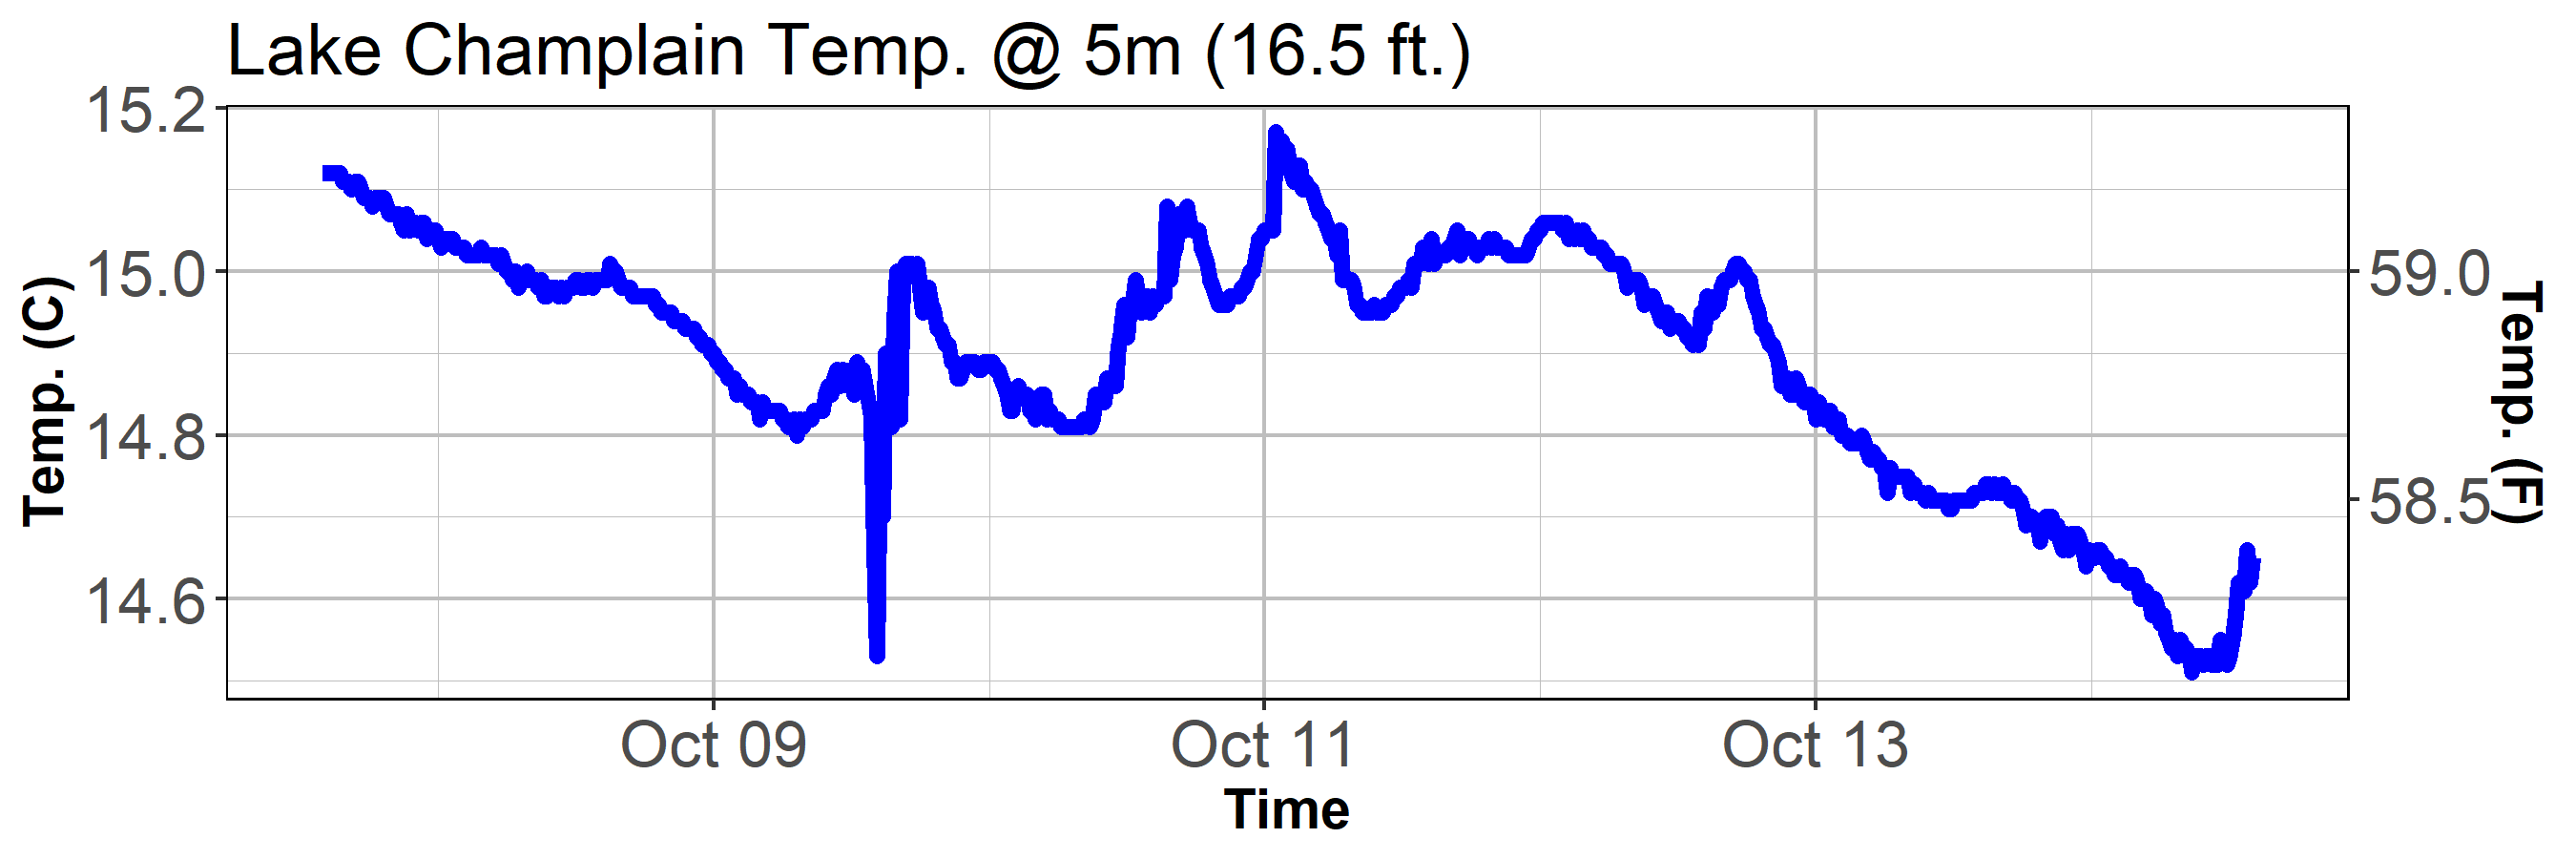 Lake Champlain Temp. @ 5m (16.5 ft.)
Temp. (C)
15.2
15.0
14.8
14.6
59.0
58.5
Temp. (F)
Oct 09
Oct 11
Oct 13
Time